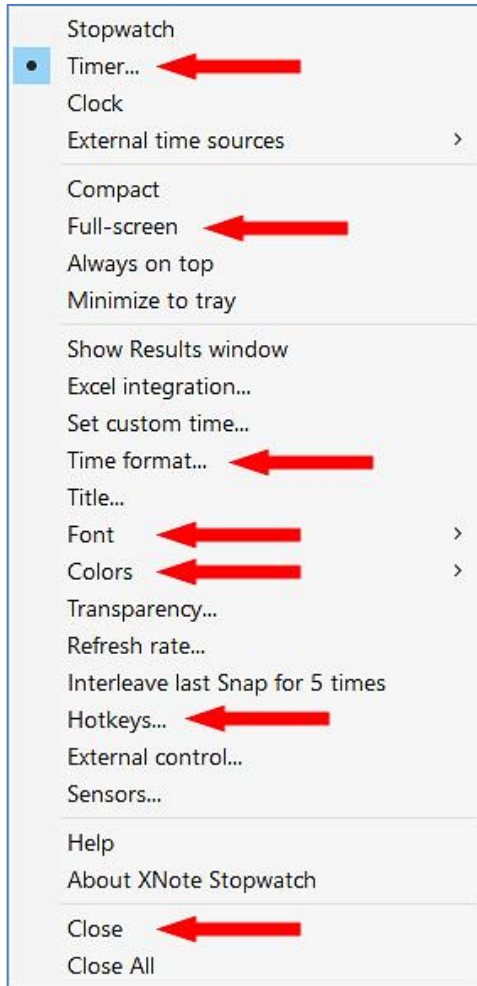 Stopwatch
Timer...
Clock
External time sources
Compact
Full-screen
Always on top
Minimize to tray
Show Results window
Excel integration...
Set custom time...
Time format...
Title...
Font
Colors
Transparency...
Refresh rate...
Interleave last Snap for 5 times
Hotkeys...
External control...
Sensors...
Help
About XNote Stopwatch
Close
Close All